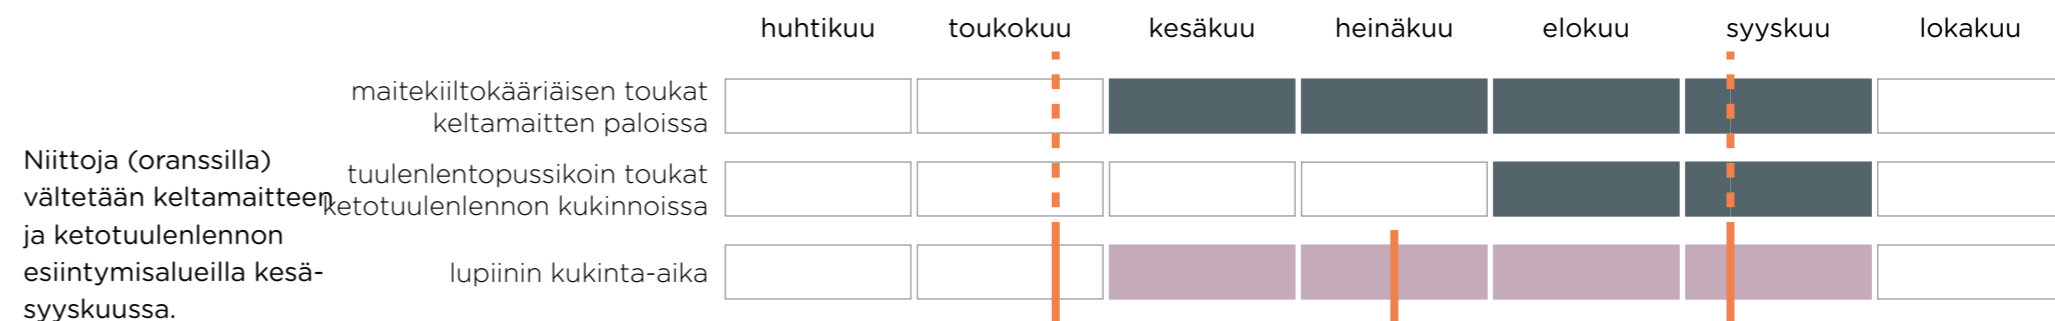 huhtikuu toukokuu kesäkuu heinäkuu elokuu syyskuu lokakuu
maitekiiltokääriäisen toukat
keltamaitten paloissa
tuulenlentopussikoin toukat
ketotuulenlennon kukinnoissa
lupiinin kukinta-aika
Niittoja (oranssilla)
vältetään keltamaitteen
ja ketotuulenlennon
esiintymisalueilla kesä-
syyskuussa.